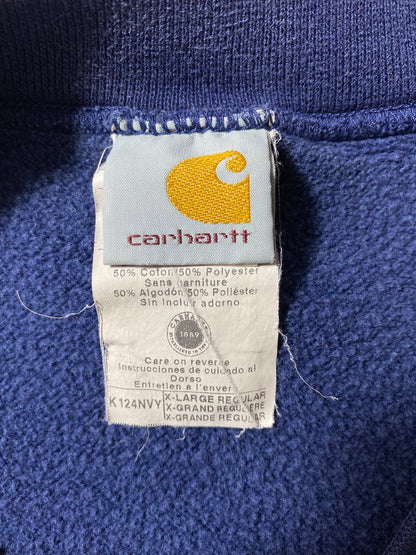 carhartt
50% Coton/50% Polyester
Sans garniture
50% Algodón/50% Poliéster
Sin Incluir adorno
CARHARTT
1889
Care on reverse
Instrucciones de cuidado al
Dorso
Entretien a l'envers
K124NVY
X-LARGE REGULAR
X-GRAND REGULIERE
X-GRANDE REGULAR